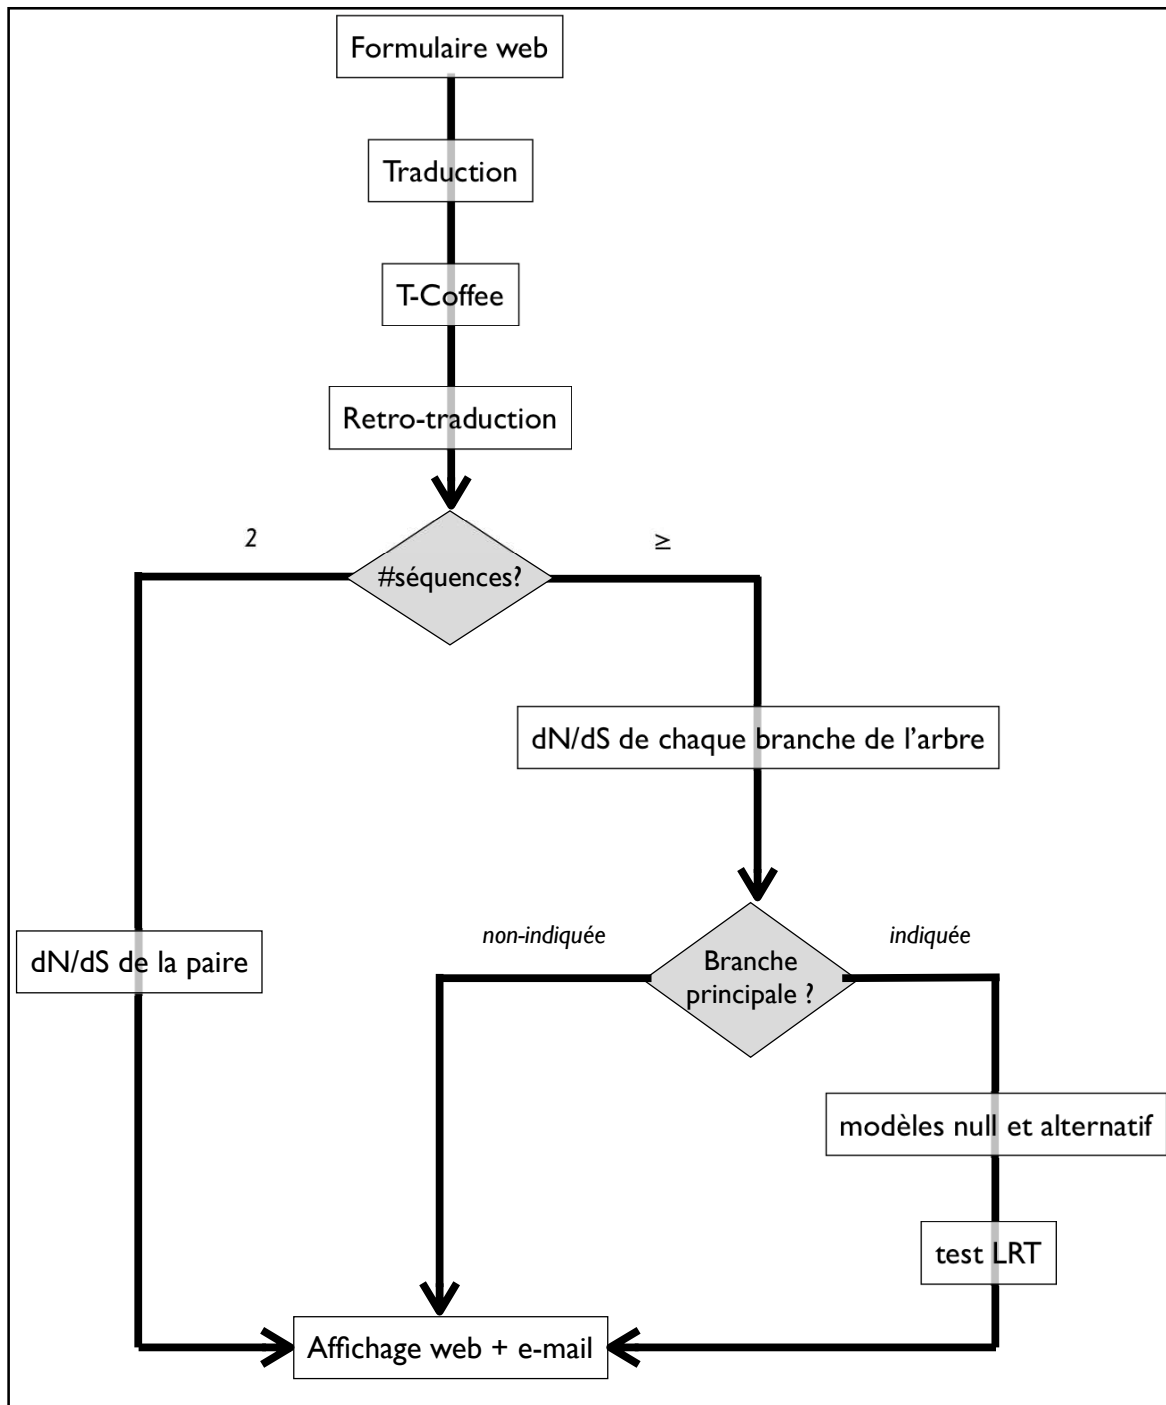 Formulaire web
Traduction
T-Coffee
Retro-traduction
2
≥
#séquences?
dN/dS de chaque branche de l'arbre
non-indiquée
indiquée
dN/dS de la paire
Branche
principale ?
modèles null et alternatif
test LRT
Affichage web + e-mail